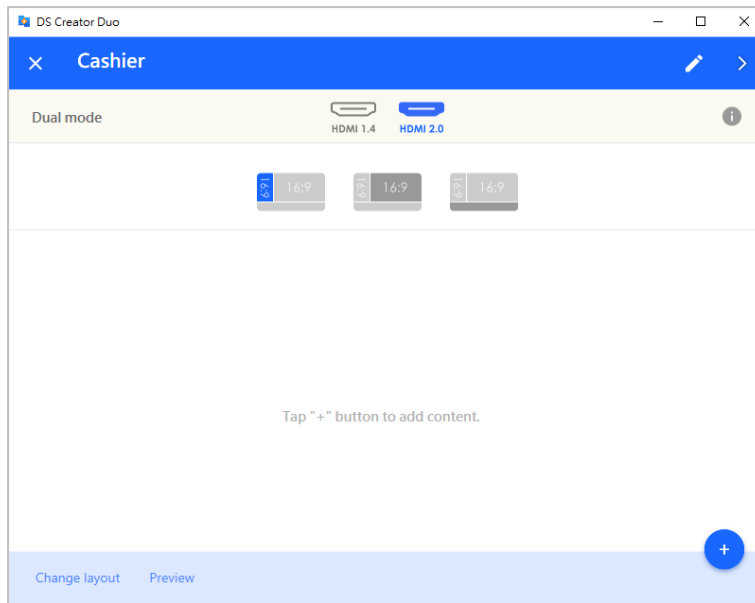 DS Creator Duo
Cashier
Dual mode
HDMI 1.4 HDMI 2.0
16:9 16:9 16:9 16:9 16:9 16:9
Tap "+" button to add content.
+
Change layout Preview